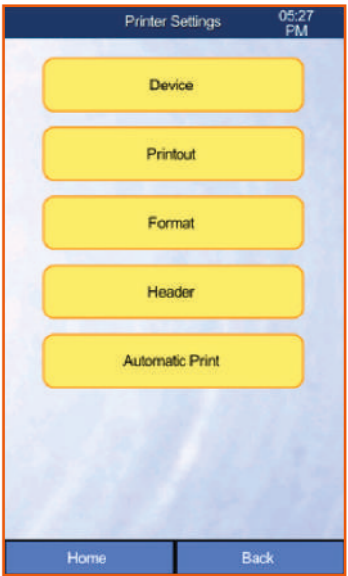 Printer Settings
05:27
PM
Device
Printout
Format
Header
Automatic Print
Home
Back